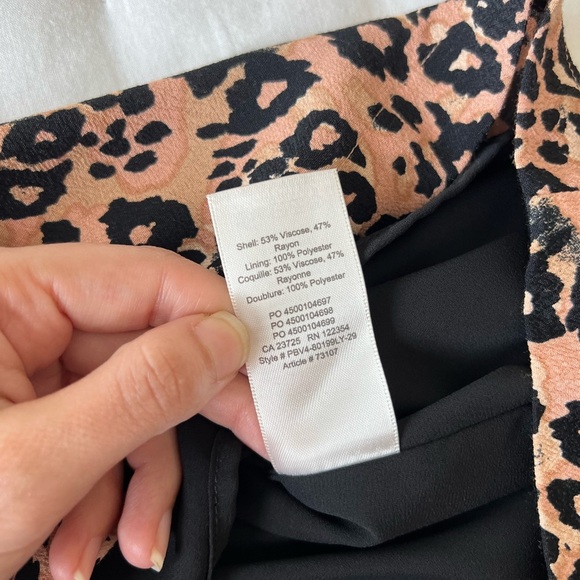 Shell: 53% Viscose, 47%
Rayon
Lining: 100% Polyester
Coquille: 53% Viscose, 47%
Rayonne
Doublure: 100% Polyester
PO 4500104697
PO 4500104698
PO 4500104699
CA 23725 RN 122354
Style # PBV4-60199LY-29
Article # 73107